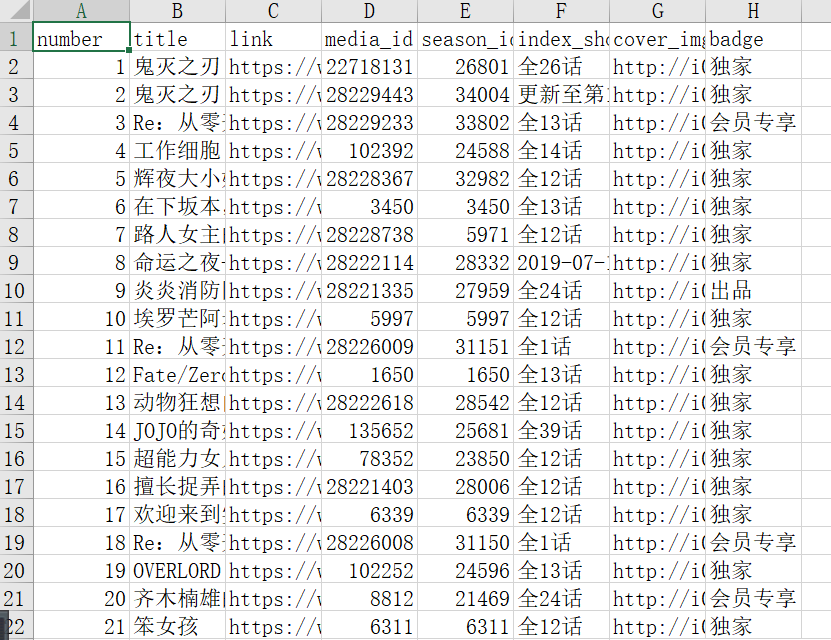 A B C D E F G H
1 number title link media_id season_id index_sho cover_img badge
2 1 鬼灭之刃 https:// 22718131 26801 全26话 http://i 独家
3 2 鬼灭之刃 https:// 28229443 34004 更新至第1 http://i 独家
4 3 Re：从零 https:// 28229233 33802 全13话 http://i 会员专享
5 4 工作细胞 https:// 102392 24588 全14话 http://i 独家
6 5 辉夜大小 https:// 28228367 32982 全12话 http://i 独家
7 6 在下坂本 https:// 3450 3450 全13话 http://i 独家
8 7 路人女主 https:// 28228738 5971 全12话 http://i 独家
9 8 命运之夜 https:// 28222114 28332 2019-07- http://i 独家
10 9 炎炎消防 https:// 28221335 27959 全24话 http://i 出品
11 10 埃罗芒阿 https:// 5997 5997 全12话 http://i 独家
12 11 Re：从零 https:// 28226009 31151 全1话 http://i 会员专享
13 12 Fate/Zero https:// 1650 1650 全13话 http://i 独家
14 13 动物狂想 https:// 28222618 28542 全12话 http://i 独家
15 14 JOJO的奇 https:// 135652 25681 全39话 http://i 独家
16 15 超能力女 https:// 78352 23850 全12话 http://i 独家
17 16 擅长捉弄 https:// 28221403 28006 全12话 http://i 独家
18 17 欢迎来到 https:// 6339 6339 全12话 http://i 独家
19 18 Re：从零 https:// 28226008 31150 全1话 http://i 会员专享
20 19 OVERLORD https:// 102252 24596 全13话 http://i 独家
21 20 齐木楠雄 https:// 8812 21469 全24话 http://i 会员专享
22 21 笨女孩 https:// 6311 6311 全12话 http://i 独家